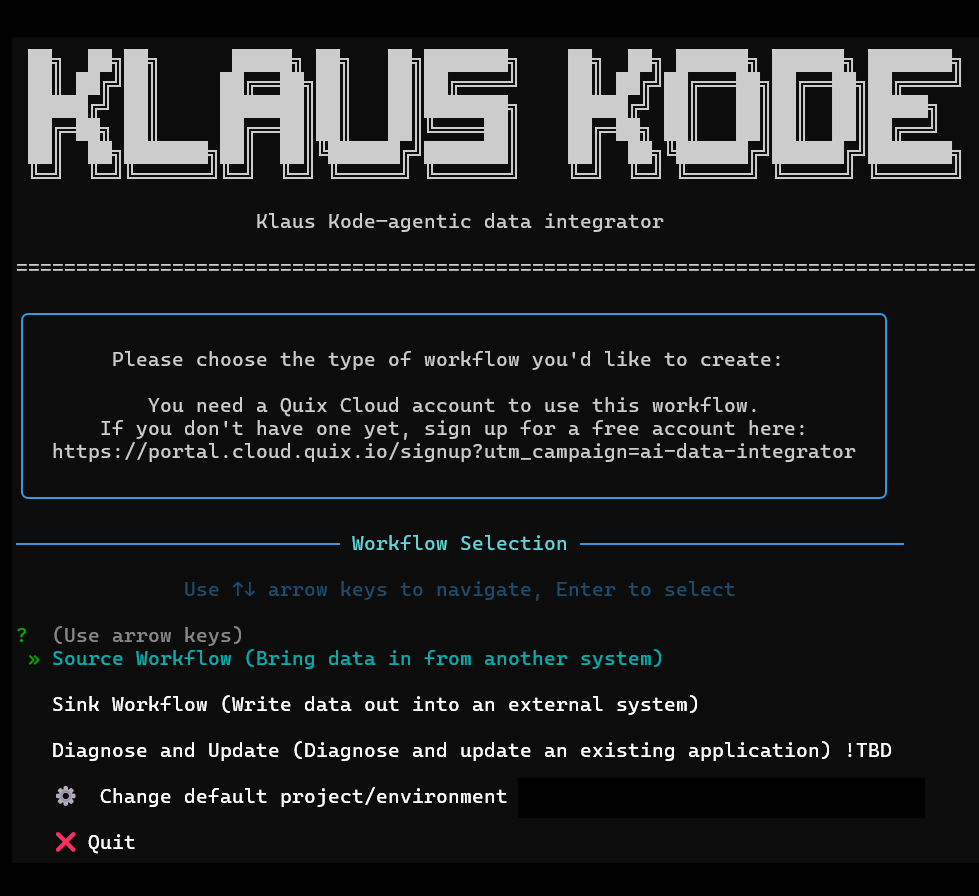 KLAUS KODE
Klaus Kode—agentic data integrator
================================================================================
Please choose the type of workflow you'd like to create:
You need a Quix Cloud account to use this workflow.
If you don't have one yet, sign up for a free account here:
https://portal.cloud.quix.io/signup?utm_campaign=ai-data-integrator
Workflow Selection
Use ↑↓ arrow keys to navigate, Enter to select
? (Use arrow keys)
» Source Workflow (Bring data in from another system)
Sink Workflow (Write data out into an external system)
Diagnose and Update (Diagnose and update an existing application) !TBD
⚙ Change default project/environment
❌ Quit